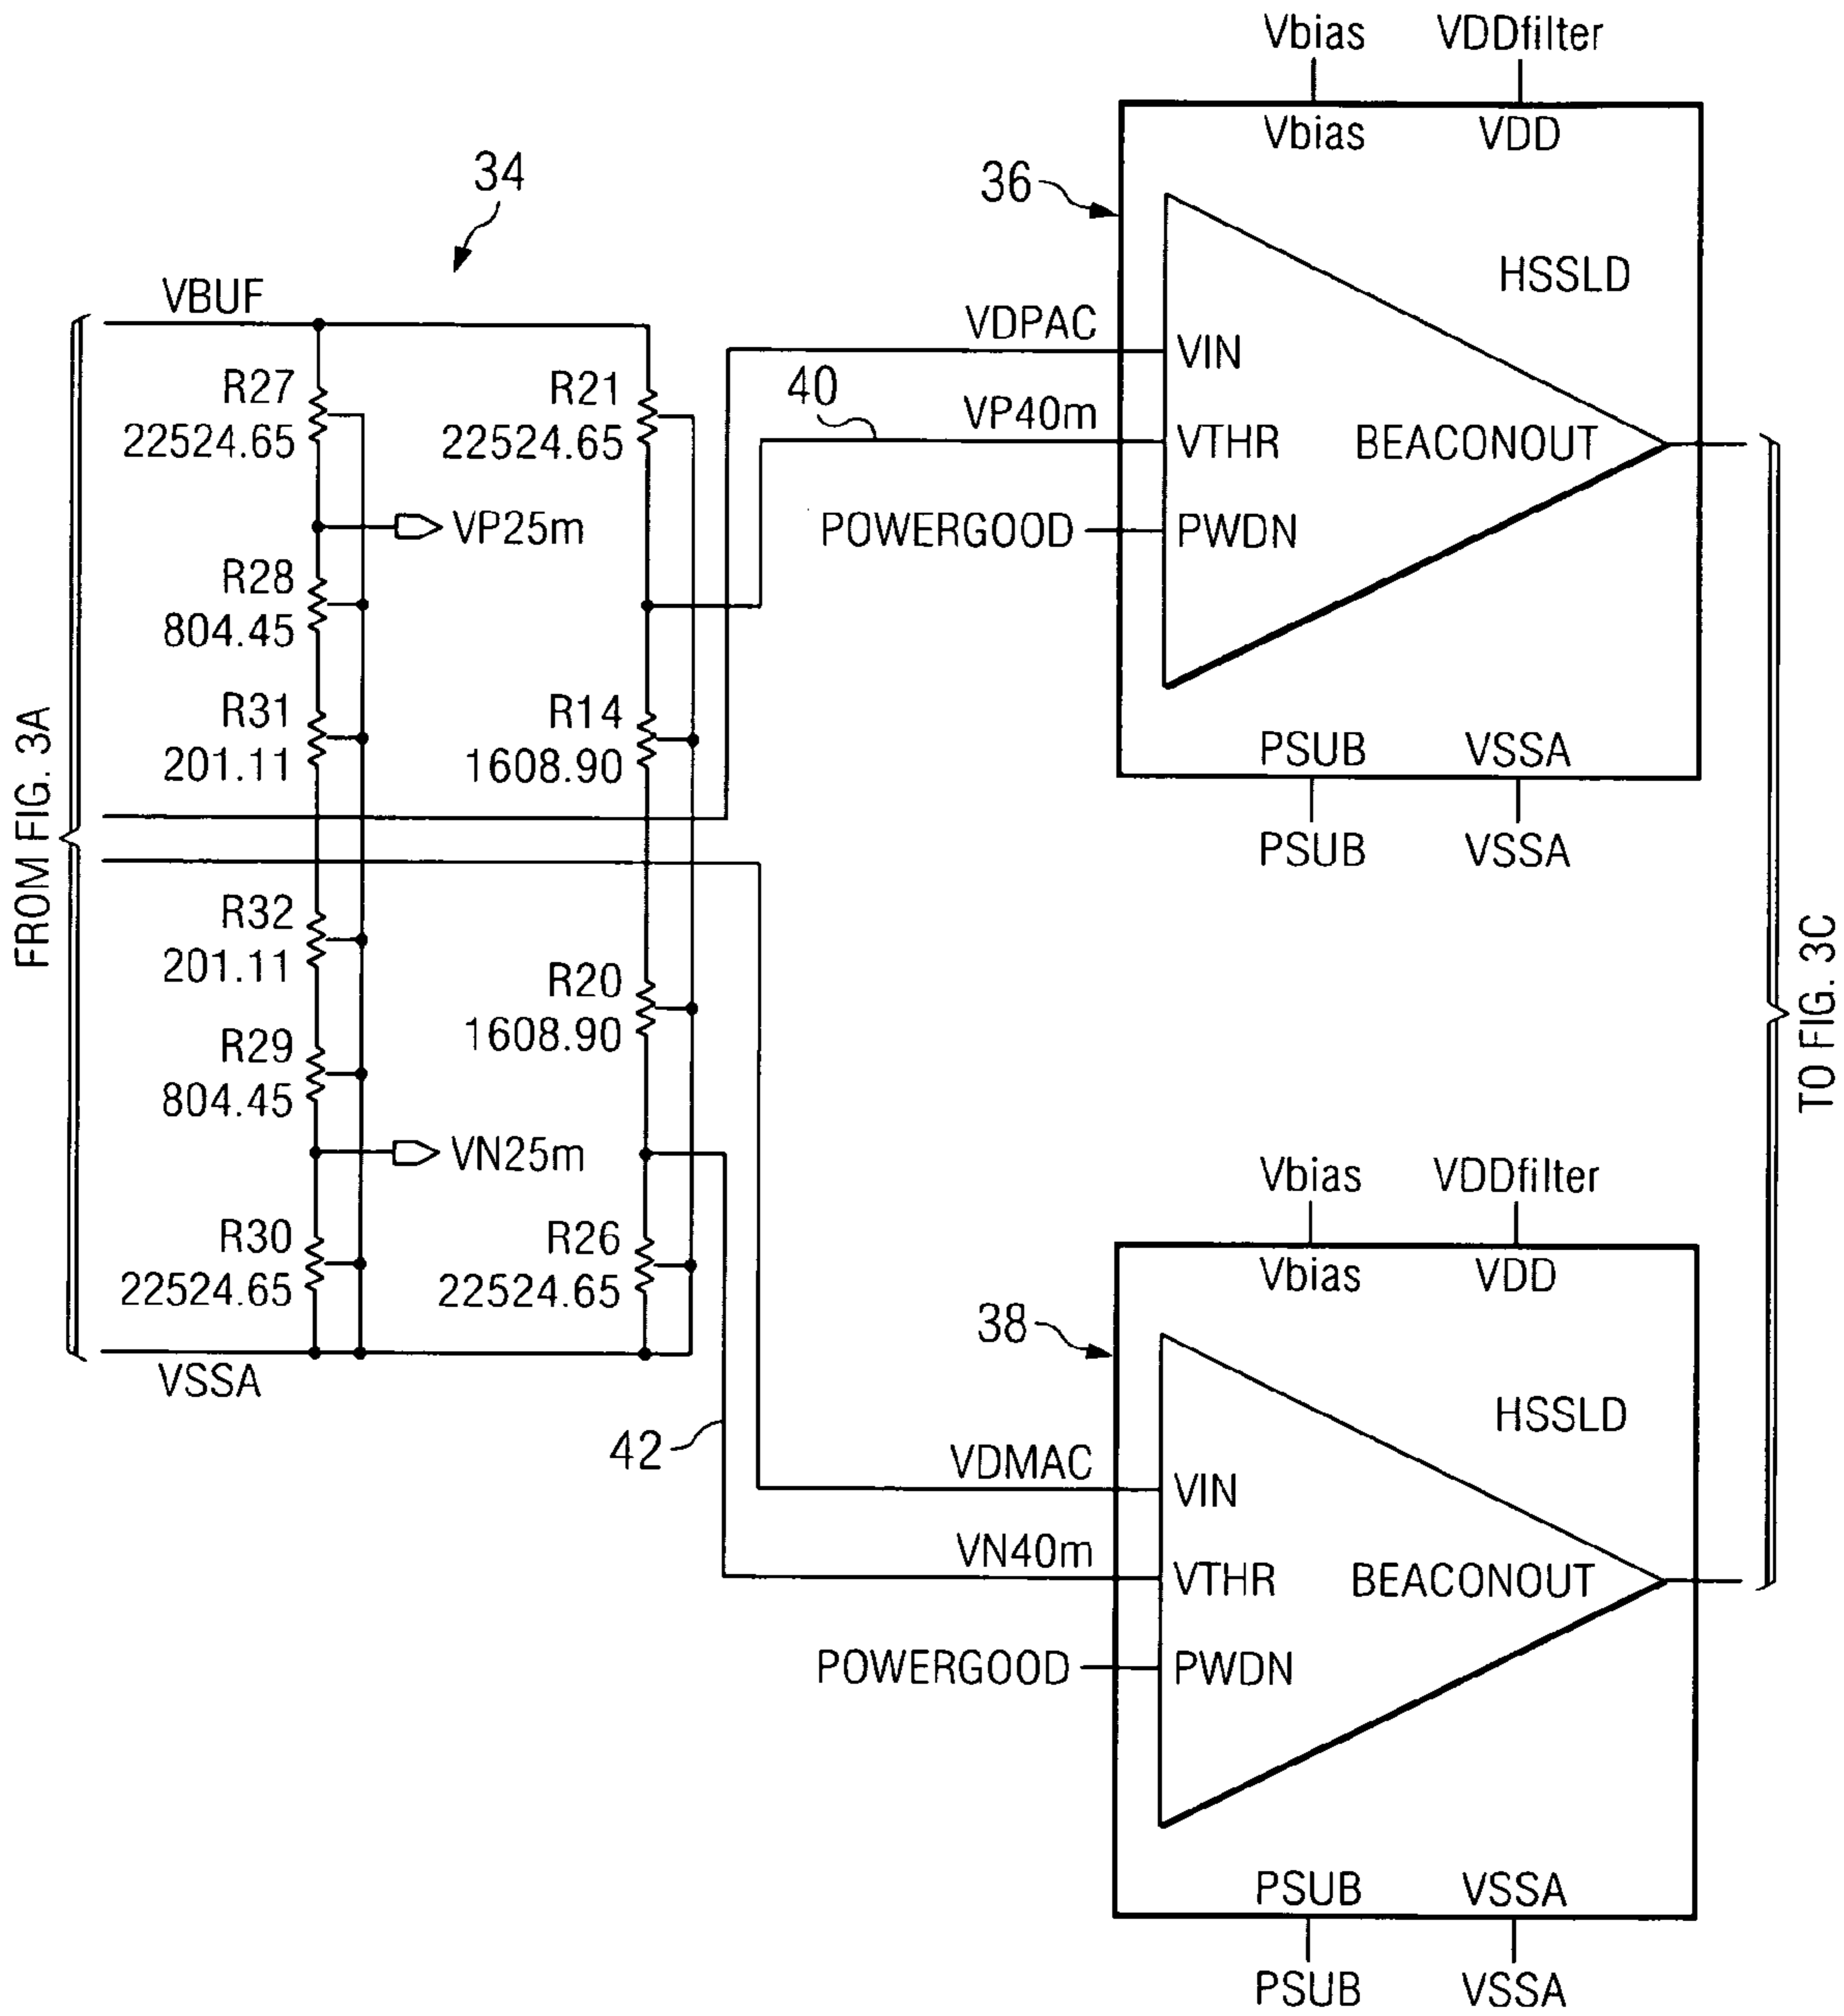 Vbias VDDfilter
Vbias VDD
34
36
HSSLD
VBUF
VDPAC
VIN
R27
22524.65
R21
22524.65
40
VP40m
VTHR
BEACONOUT
VP25m
POWERGOOD
PWDN
R28
804.45
R31
201.11
R14
1608.90
PSUB VSSA
PSUB VSSA
FROM FIG. 3A
R32
201.11
R20
1608.90
TO FIG. 3C
R29
804.45
VN25m
Vbias VDDfilter
Vbias VDD
R30
22524.65
R26
22524.65
38
VSSA
HSSLD
42
VDMAC
VIN
VN40m
VTHR
BEACONOUT
POWERGOOD
PWDN
PSUB VSSA
PSUB VSSA